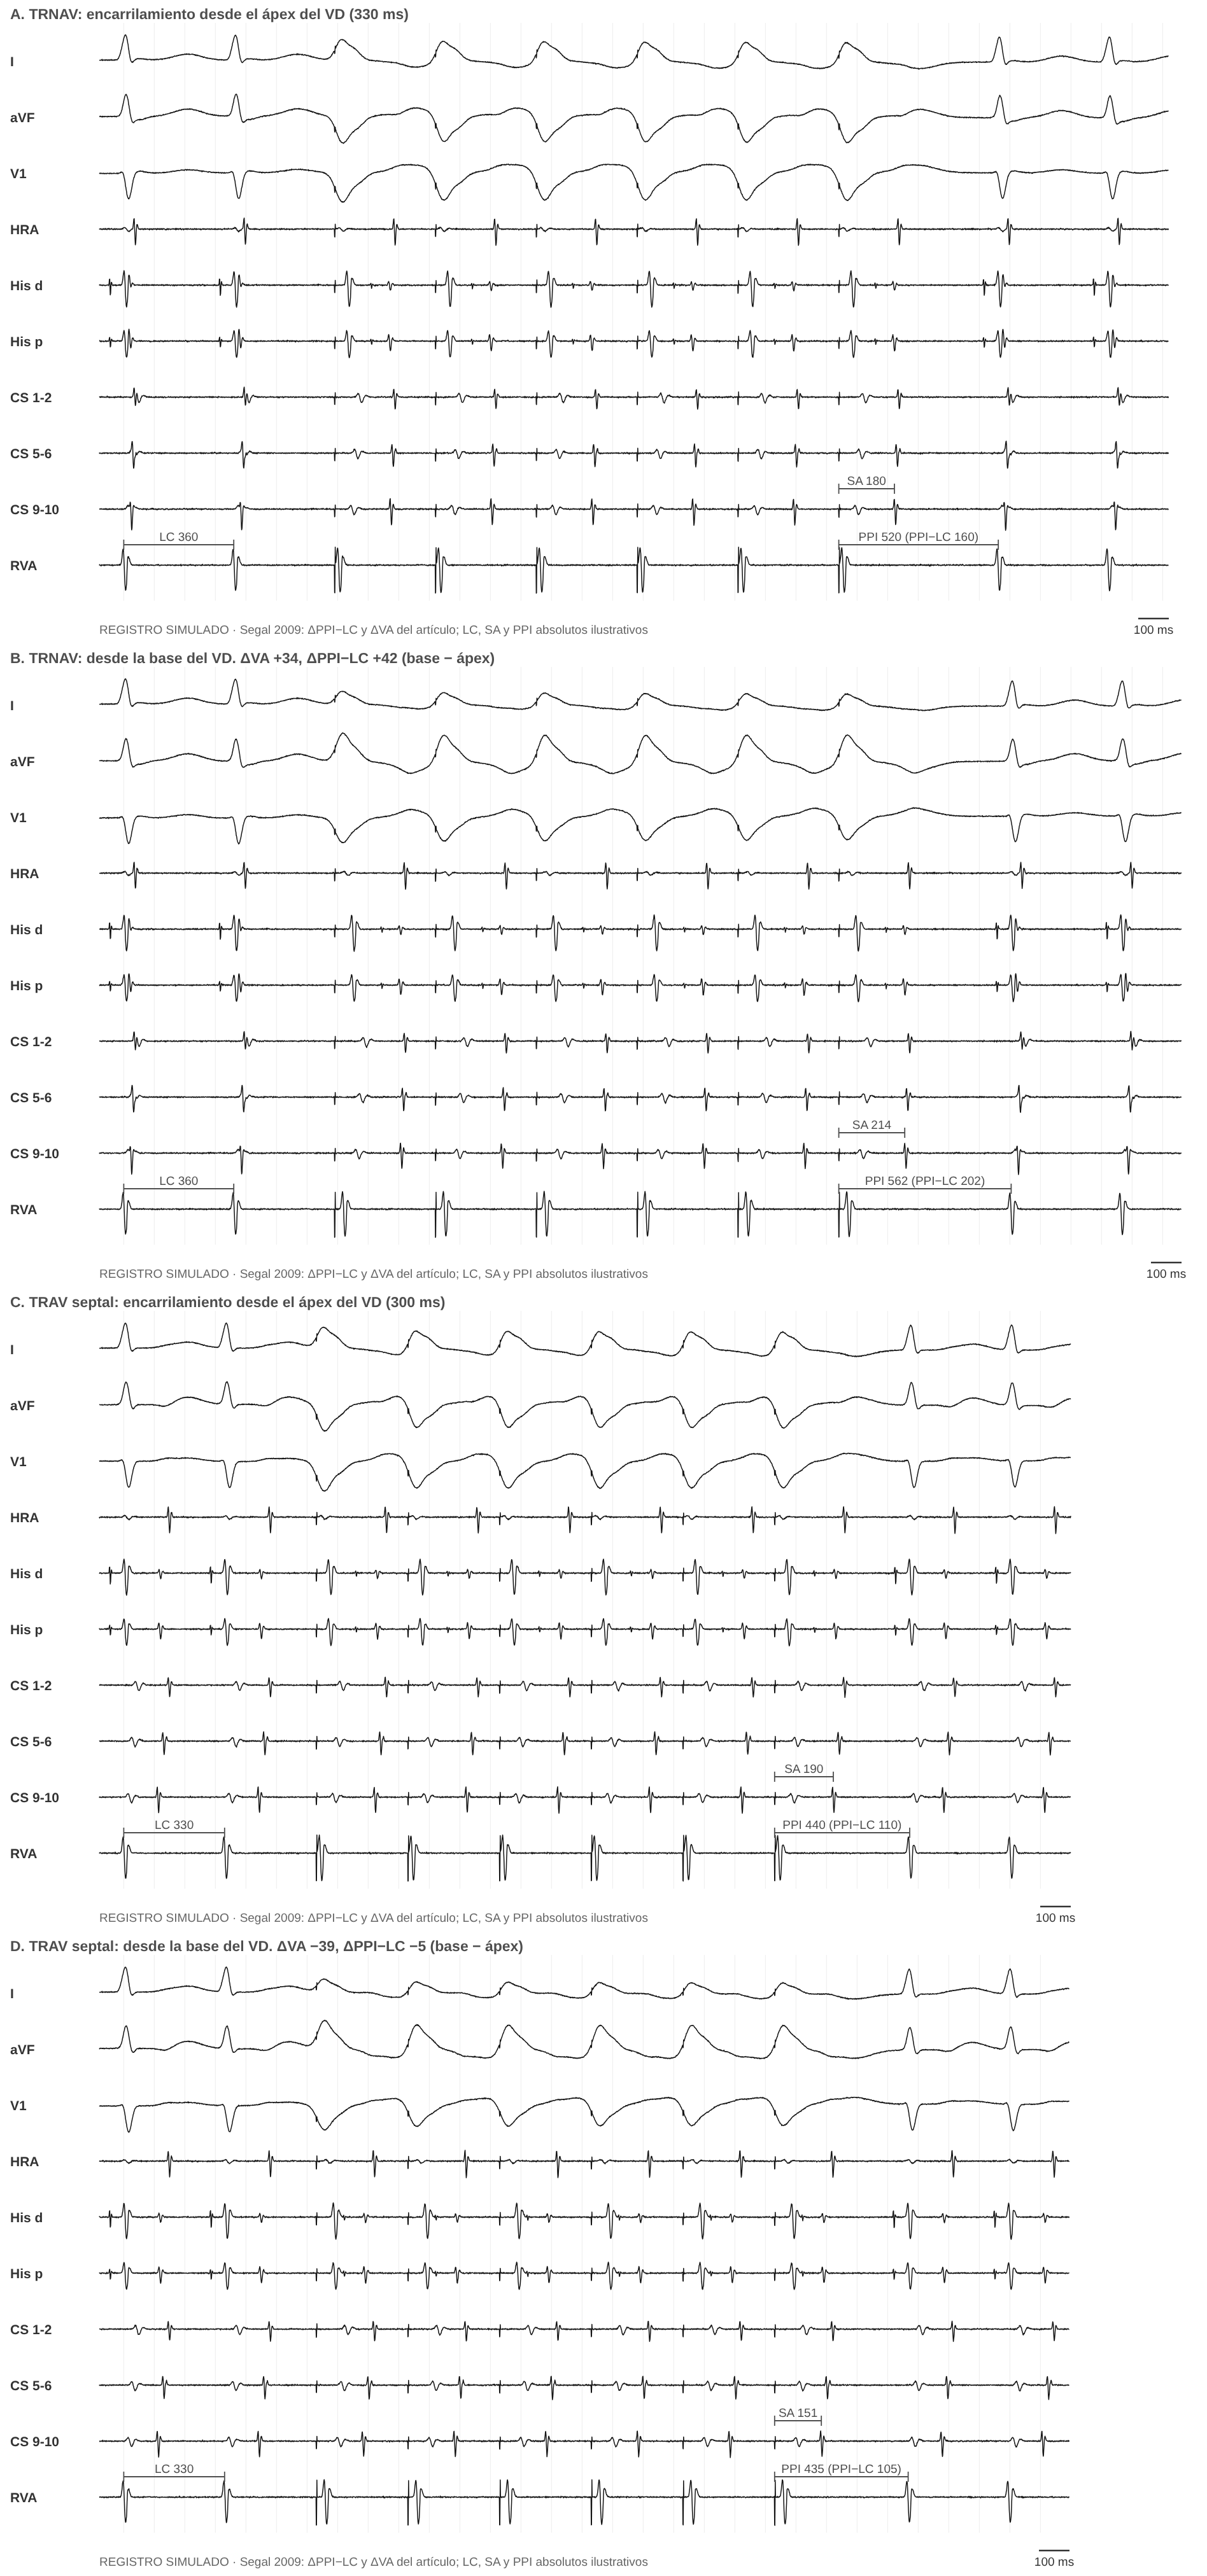 A. TRNAV: encarrilamiento desde el ápex del VD (330 ms)
I
aVF
V1
HRA
His d
His p
CS 1-2
CS 5-6
SA 180
CS 9-10
LC 360
PPI 520 (PPI−LC 160)
RVA
REGISTRO SIMULADO · Segal 2009: ΔPPI−LC y ΔVA del artículo; LC, SA y PPI absolutos ilustrativos
100 ms
B. TRNAV: desde la base del VD. ΔVA +34, ΔPPI−LC +42 (base − ápex)
I
aVF
V1
HRA
His d
His p
CS 1-2
CS 5-6
SA 214
CS 9-10
LC 360
PPI 562 (PPI−LC 202)
RVA
REGISTRO SIMULADO · Segal 2009: ΔPPI−LC y ΔVA del artículo; LC, SA y PPI absolutos ilustrativos
100 ms
C. TRAV septal: encarrilamiento desde el ápex del VD (300 ms)
I
aVF
V1
HRA
His d
His p
CS 1-2
CS 5-6
SA 190
CS 9-10
LC 330
PPI 440 (PPI−LC 110)
RVA
REGISTRO SIMULADO · Segal 2009: ΔPPI−LC y ΔVA del artículo; LC, SA y PPI absolutos ilustrativos
100 ms
D. TRAV septal: desde la base del VD. ΔVA −39, ΔPPI−LC −5 (base − ápex)
I
aVF
V1
HRA
His d
His p
CS 1-2
CS 5-6
SA 151
CS 9-10
LC 330
PPI 435 (PPI−LC 105)
RVA
REGISTRO SIMULADO · Segal 2009: ΔPPI−LC y ΔVA del artículo; LC, SA y PPI absolutos ilustrativos
100 ms